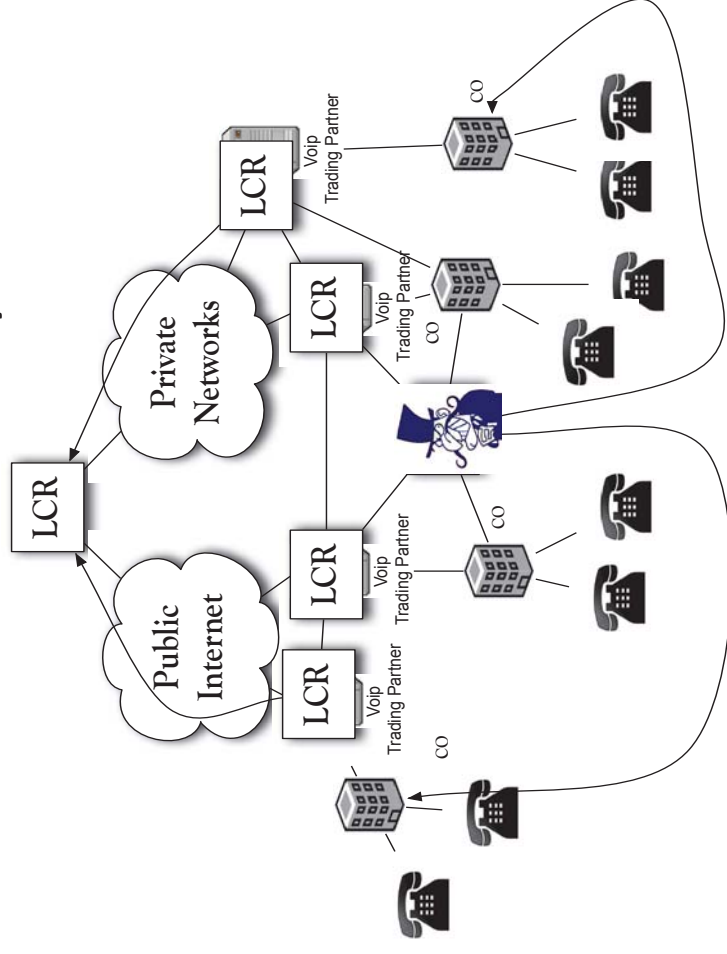 LCR
Public
Internet
Private
Networks
LCR
Voip
Trading Partner
LCR
Voip
Trading Partner
LCR
Voip
Trading Partner
LCR
Voip
Trading Partner
CO
CO
CO
CO